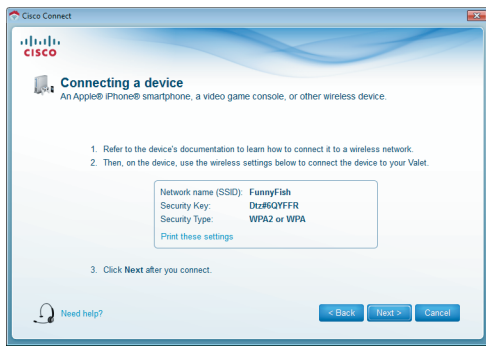 Cisco Connect
CISCO
Connecting a device
An Apple® iPhone® smartphone, a video game console, or other wireless device.
1. Refer to the device's documentation to learn how to connect it to a wireless network.
2. Then, on the device, use the wireless settings below to connect the device to your Valet.
Network name (SSID): FunnyFish
Security Key: Dtz#6QYFFR
Security Type: WPA2 or WPA
Print these settings
3. Click Next after you connect.
Need help?
< Back Next > Cancel